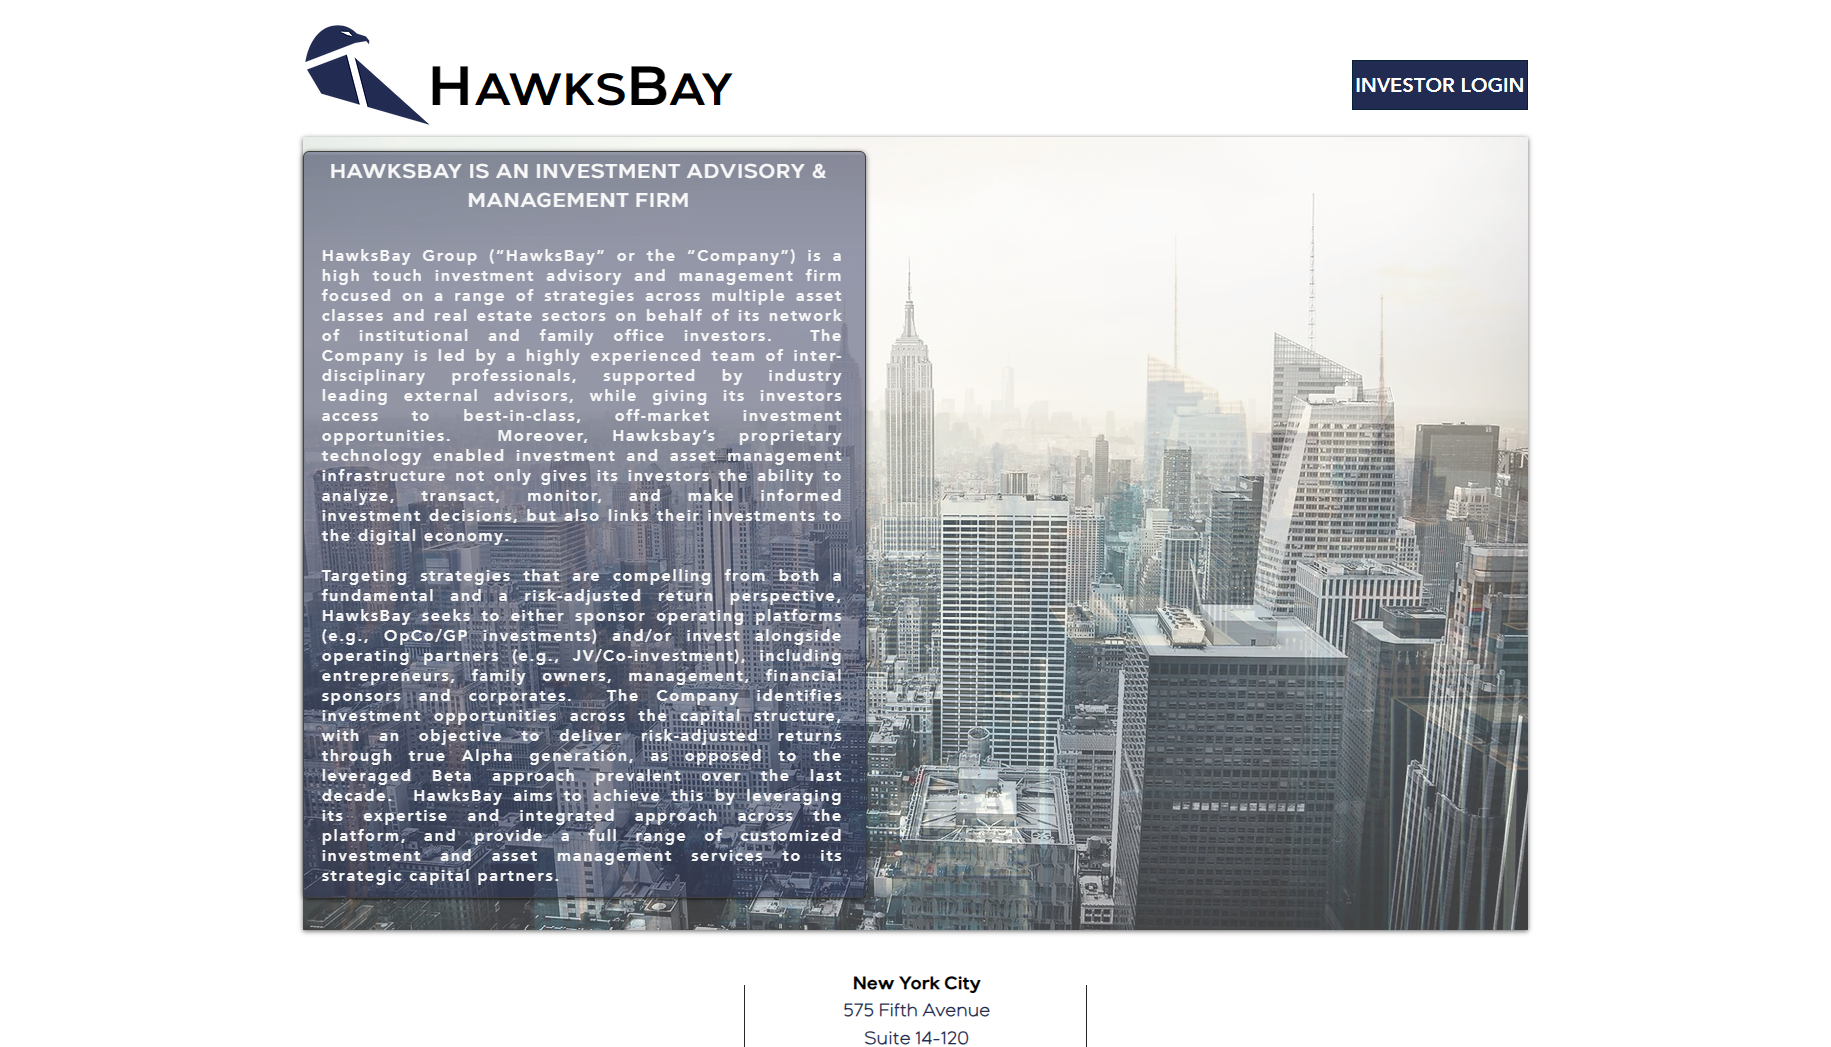 HAWKSBAY
INVESTOR LOGIN
HAWKSBAY IS AN INVESTMENT ADVISORY &
MANAGEMENT FIRM
HawksBay Group (“HawksBay” or the “Company”) is a
high touch investment advisory and management firm
focused on a range of strategies across multiple asset
classes and real estate sectors on behalf of its network
of institutional and family office investors. The
Company is led by a highly experienced team of inter-
disciplinary professionals, supported by industry
leading external advisors, while giving its investors
access to best-in-class, off-market investment
opportunities. Moreover, Hawksbay’s proprietary
technology enabled investment and asset management
infrastructure not only gives its investors the ability to
analyze, transact, monitor, and make informed
investment decisions, but also links their investments to
the digital economy.
Targeting strategies that are compelling from both a
fundamental and a risk-adjusted return perspective,
HawksBay seeks to either sponsor operating platforms
(e.g., OpCo/GP investments) and/or invest alongside
operating partners (e.g., JV/Co-investment), including
entrepreneurs, family owners, management, financial
sponsors and corporates. The Company identifies
investment opportunities across the capital structure,
with an objective to deliver risk-adjusted returns
through true Alpha generation, as opposed to the
leveraged Beta approach prevalent over the last
decade. HawksBay aims to achieve this by leveraging
its expertise and integrated approach across the
platform, and provide a full range of customized
investment and asset management services to its
strategic capital partners.
New York City
575 Fifth Avenue
Suite 14-120